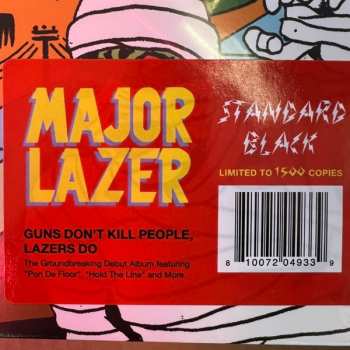 MAJOR
LAZER
STANDARD
BLACK
LIMITED TO 1500 COPIES
GUNS DON'T KILL PEOPLE,
LAZERS DO
The Groundbreaking Debut Album featuring
"Pon De Floor", "Hold The Line" and More.
8 10072 04933 9